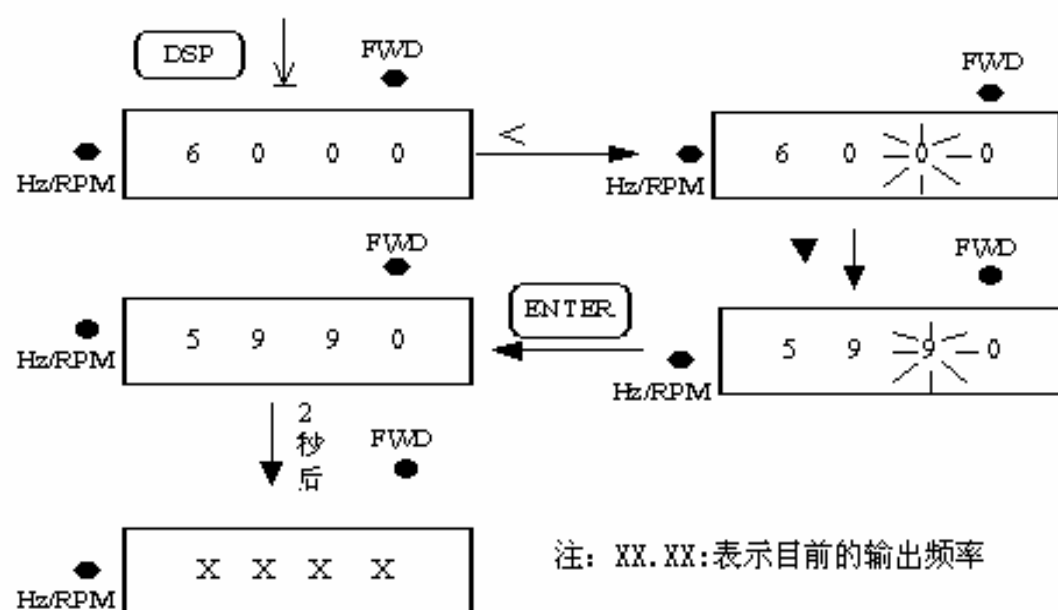 DSP
FWD
6 0 0 0
Hz/RPM
<
FWD
6 0 0 0
Hz/RPM
FWD
5 9 9 0
Hz/RPM
ENTER
FWD
5 9 9 0
Hz/RPM
2秒后
FWD
X X X X
Hz/RPM
注: XX.XX:表示目前的输出频率